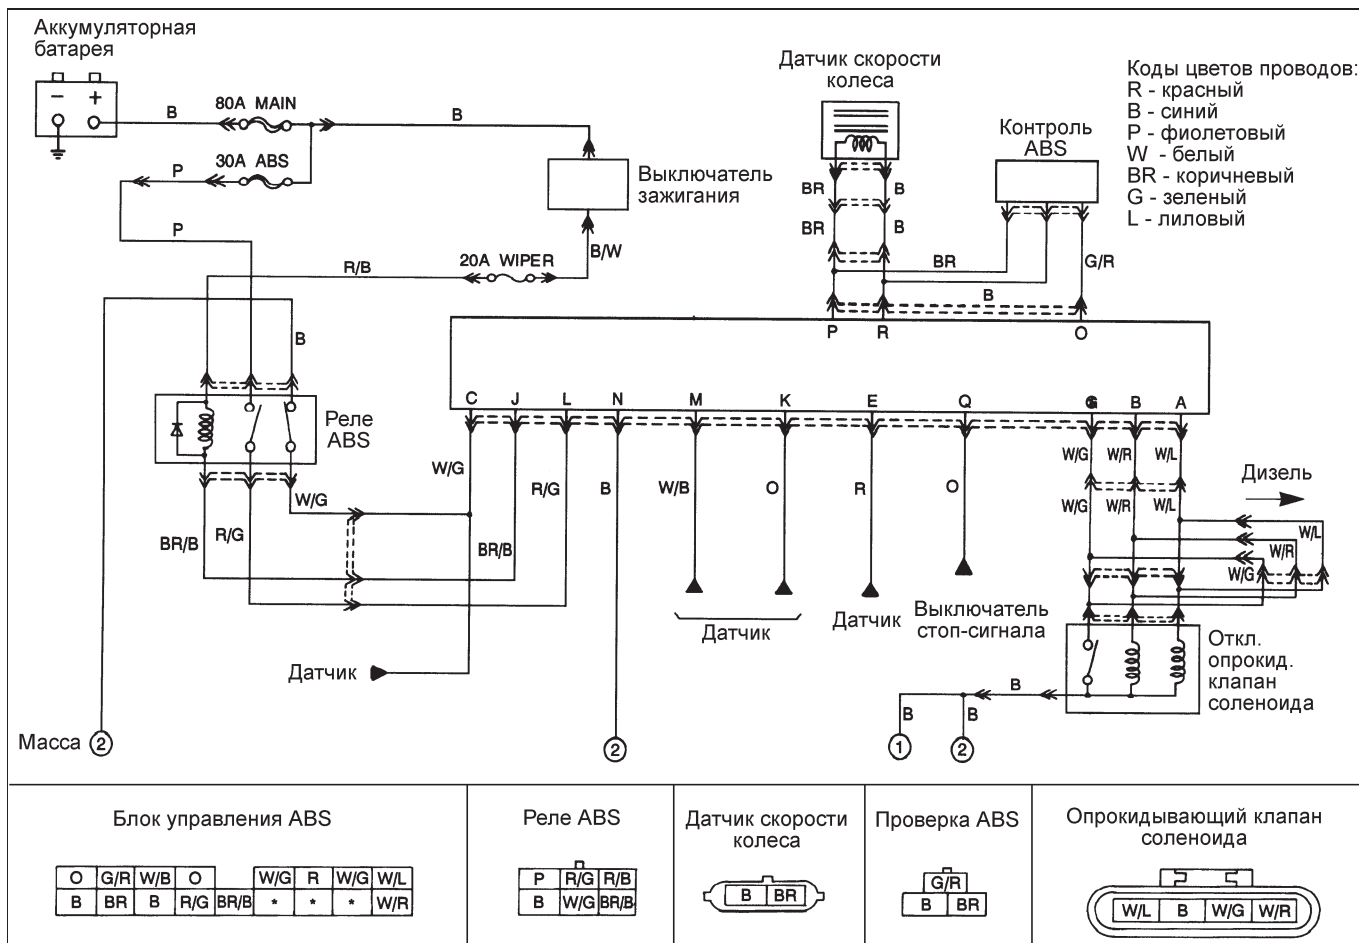 Аккумуляторная
батарея
80A MAIN
B
B
30A ABS
P
P
R/B
20A WIPER
B/W
Выключатель
зажигания
Датчик скорости
колеса
BR
B
BR
B
Контроль
ABS
BR
B
G/R
Коды цветов проводов:
R - красный
B - синий
P - фиолетовый
W - белый
BR - коричневый
G - зеленый
L - лиловый
B
P R O
C J L N M K E Q G B A
Реле
ABS
W/G
BR/B
R/G
W/G
BR/B
R/G
B
W/B
O
R
O
W/G W/R W/L
W/G W/R W/L
Дизель
W/L
W/R
W/G
Датчик
Датчик
Датчик
Выключатель
стоп-сигнала
Откл.
опрокид.
клапан
соленоида
B
B
B
Масса 2
2
1
2
Блок управления ABS
O G/R W/B O W/G R W/G W/L
B BR B R/G BR/B * * * W/R
Реле ABS
P R/G R/B
B W/G BR/B
Датчик скорости
колеса
B BR
Проверка ABS
G/R
B BR
Опрокидывающий клапан
соленоида
W/L B W/G W/R